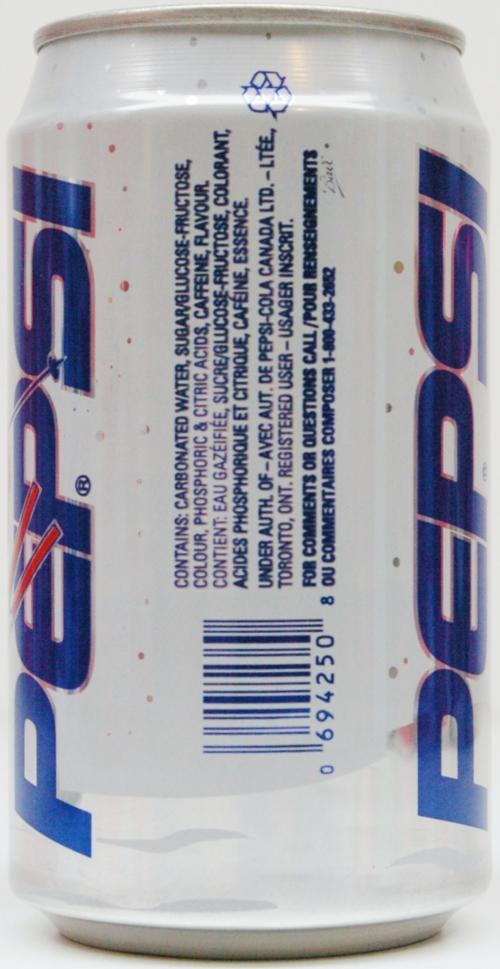 PEPSI
®
CONTAINS: CARBONATED WATER, SUGAR/GLUCOSE-FRUCTOSE,
COLOUR, PHOSPHORIC & CITRIC ACIDS, CAFFEINE, FLAVOUR.
CONTIENT: EAU GAZÉIFIÉE, SUCRE/GLUCOSE-FRUCTOSE, COLORANT,
ACIDES PHOSPHORIQUE ET CITRIQUE, CAFÉINE, ESSENCE.
UNDER AUTH. OF-AVEC AUT. DE PEPSI-COLA CANADA LTD.-LTÉE,
TORONTO, ONT. REGISTERED USER - USAGER INSCRIT.
FOR COMMENTS OR QUESTIONS CALL/POUR RENSEIGNEMENTS
OU COMMENTAIRES COMPOSER 1-800-433-2652
0 694250 8
PEPSI